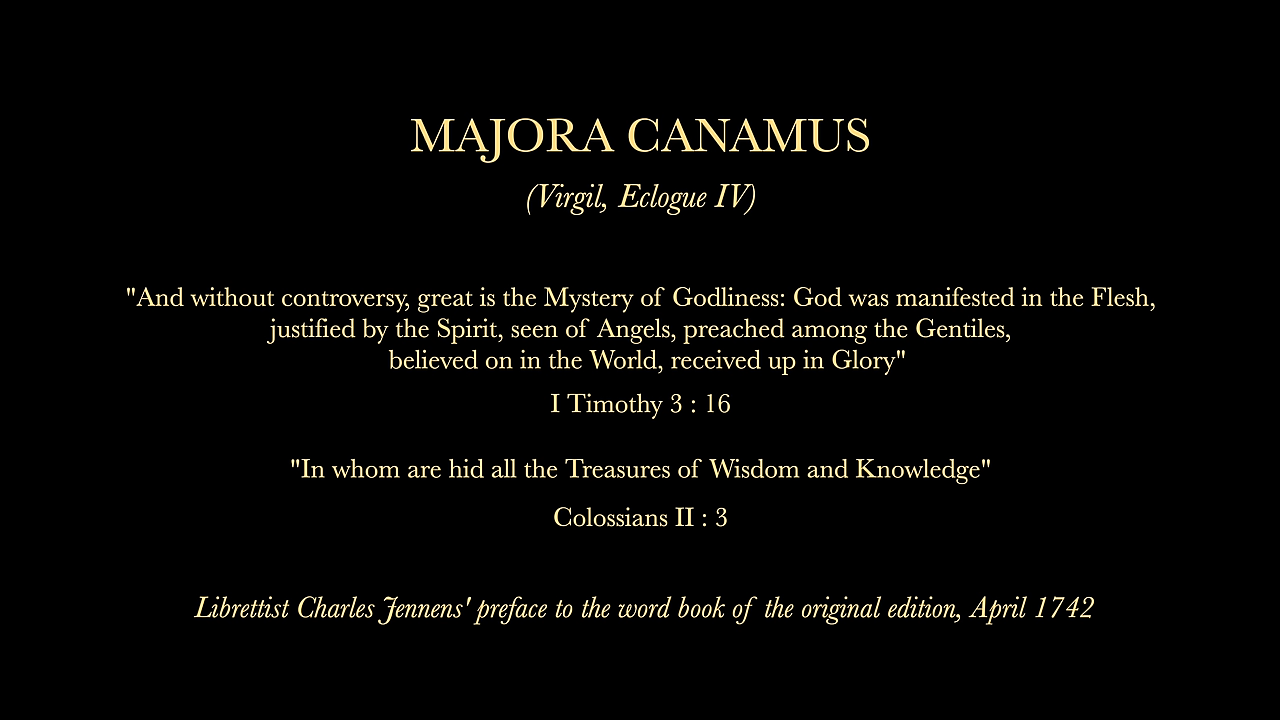 MAJORA CANAMUS
(Virgil, Eclogue IV)
"And without controversy, great is the Mystery of Godliness: God was manifested in the Flesh,
justified by the Spirit, seen of Angels, preached among the Gentiles,
believed on in the World, received up in Glory"
I Timothy 3 : 16
"In whom are hid all the Treasures of Wisdom and Knowledge"
Colossians II : 3
Librettist Charles Jennens' preface to the word book of the original edition, April 1742